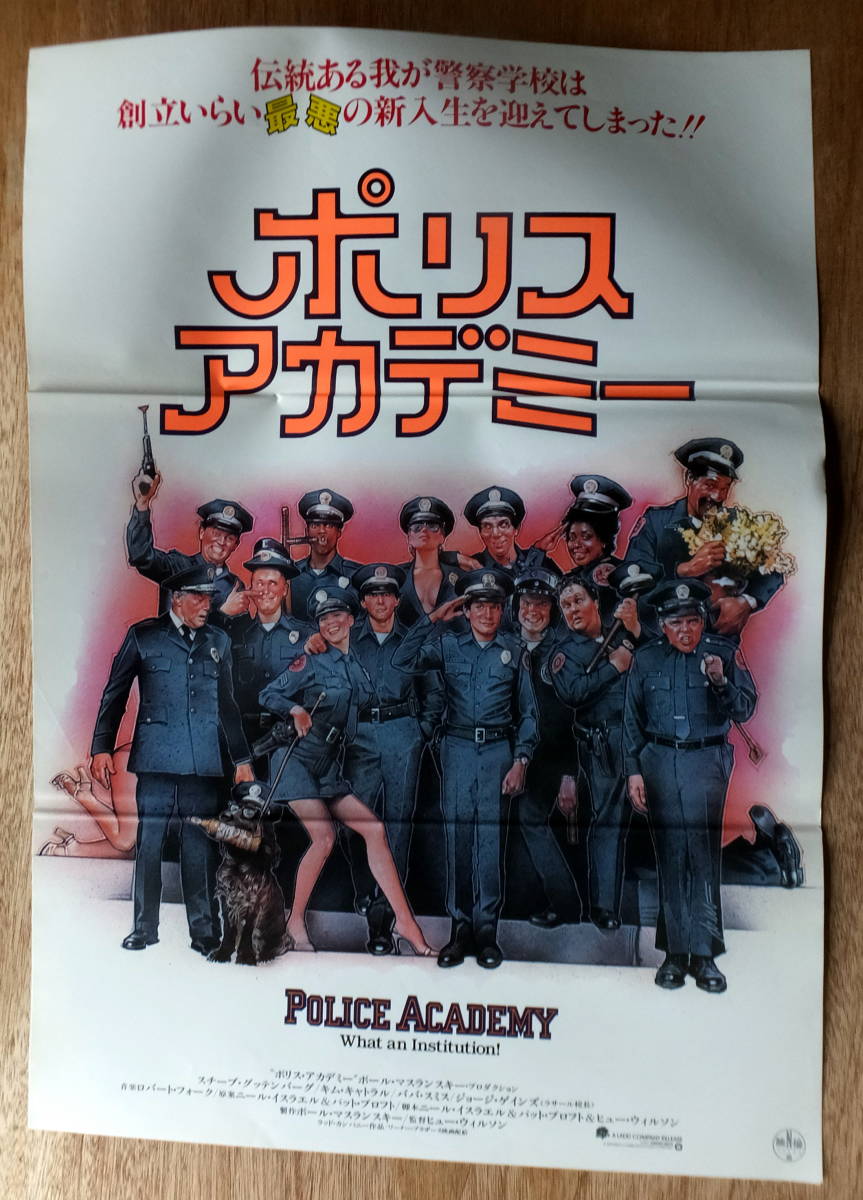 伝統ある我が警察学校は
創立いらい最悪の新入生を迎えてしまった!!
ポリス
アカデミー
POLICE ACADEMY
What an Institution!
"ポリス・アカデミー"ポール・マスランスキー・プロダクション
スチーブ・グッテンバーグ/キム・キャトラル/ババ・スミス/ジョージ・ゲインズ(ラサール校長)
音楽ロバート・フォーク/原案ニール・イスラエル&パット・プロフト/脚本ニール・イスラエル&パット・プロフト&ヒュー・ウィルソン
製作ポール・マスランスキー/監督ヒュー・ウィルソン
ラッド・カンパニー作品・ワーナー・ブラザース映画配給
A LADD COMPANY RELEASE